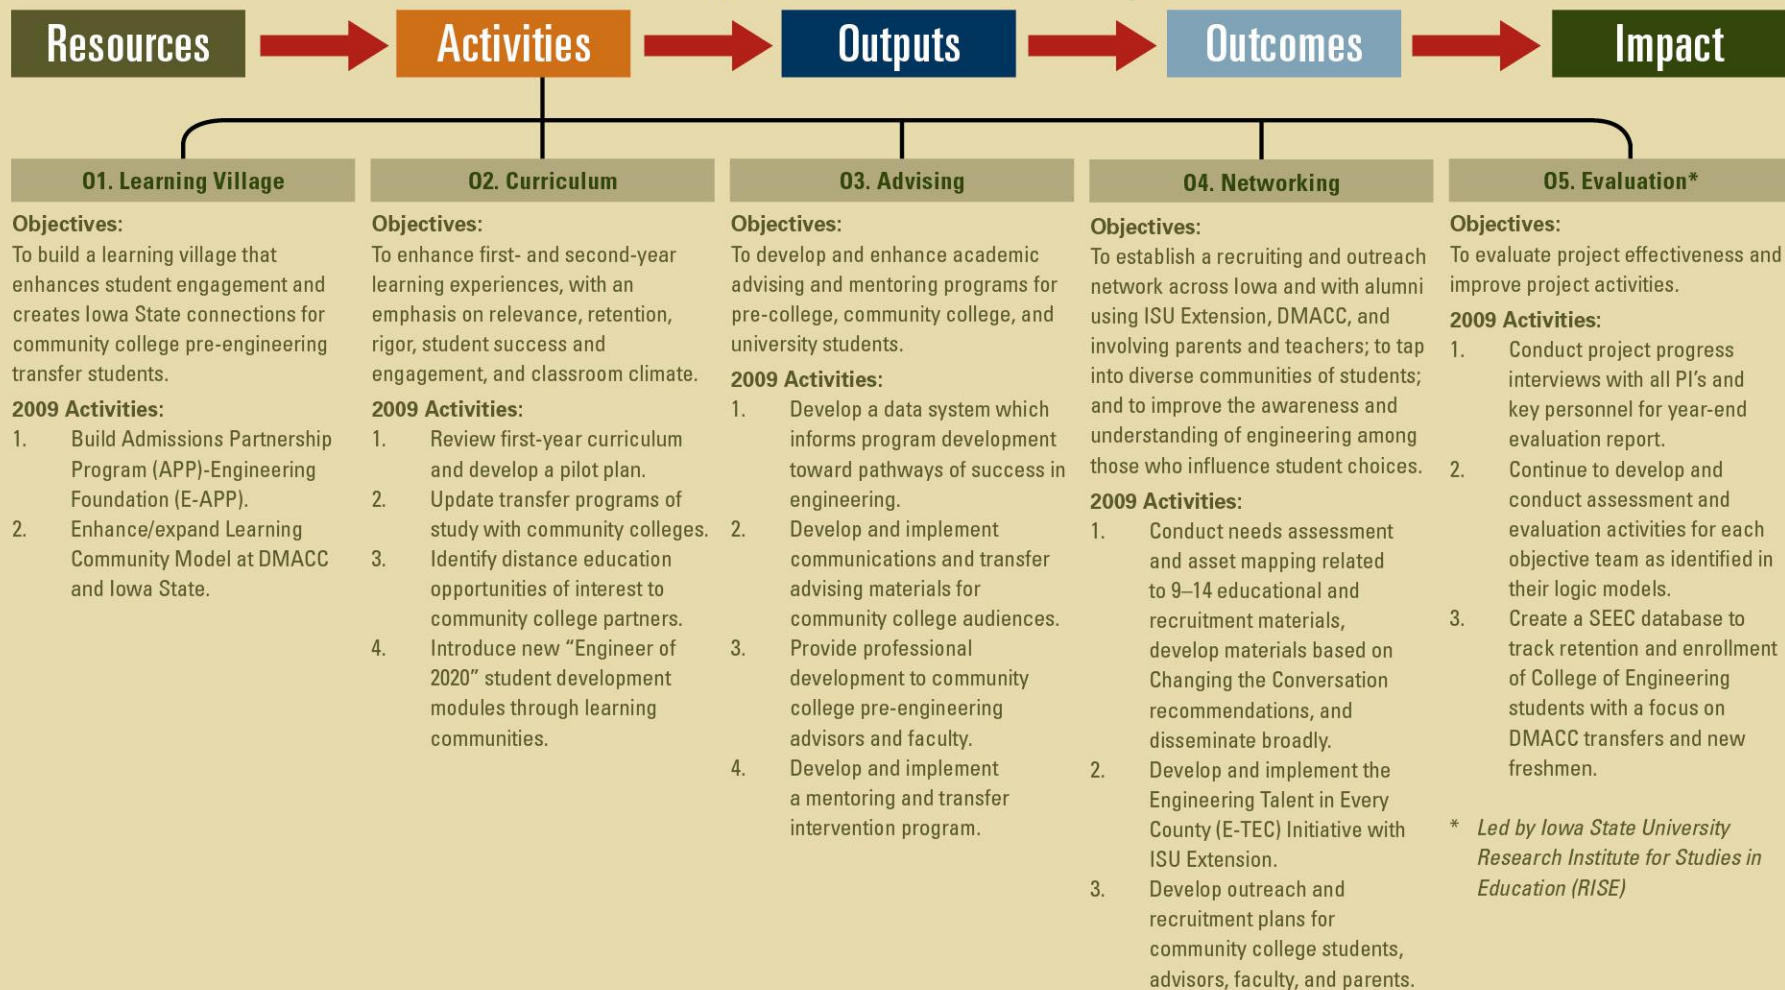 Resources
Activities
Outputs
Outcomes
Impact
01. Learning Village
Objectives:
To build a learning village that
enhances student engagement and
creates Iowa State connections for
community college pre-engineering
transfer students.
2009 Activities:
1. Build Admissions Partnership
Program (APP)-Engineering
Foundation (E-APP).
2. Enhance/expand Learning
Community Model at DMACC
and Iowa State.
02. Curriculum
Objectives:
To enhance first- and second-year
learning experiences, with an
emphasis on relevance, retention,
rigor, student success and
engagement, and classroom climate.
2009 Activities:
1. Review first-year curriculum
and develop a pilot plan.
2. Update transfer programs of
study with community colleges.
3. Identify distance education
opportunities of interest to
community college partners.
4. Introduce new “Engineer of
2020” student development
modules through learning
communities.
03. Advising
Objectives:
To develop and enhance academic
advising and mentoring programs for
pre-college, community college, and
university students.
2009 Activities:
1. Develop a data system which
informs program development
toward pathways of success in
engineering.
2. Develop and implement
communications and transfer
advising materials for
community college audiences.
3. Provide professional
development to community
college pre-engineering
advisors and faculty.
4. Develop and implement
a mentoring and transfer
intervention program.
04. Networking
Objectives:
To establish a recruiting and outreach
network across Iowa and with alumni
using ISU Extension, DMACC, and
involving parents and teachers; to tap
into diverse communities of students;
and to improve the awareness and
understanding of engineering among
those who influence student choices.
2009 Activities:
1. Conduct needs assessment
and asset mapping related
to 9–14 educational and
recruitment materials,
develop materials based on
Changing the Conversation
recommendations, and
disseminate broadly.
2. Develop and implement the
Engineering Talent in Every
County (E-TEC) Initiative with
ISU Extension.
3. Develop outreach and
recruitment plans for
community college students,
advisors, faculty, and parents.
05. Evaluation*
Objectives:
To evaluate project effectiveness and
improve project activities.
2009 Activities:
1. Conduct project progress
interviews with all PI’s and
key personnel for year-end
evaluation report.
2. Continue to develop and
conduct assessment and
evaluation activities for each
objective team as identified in
their logic models.
3. Create a SEEC database to
track retention and enrollment
of College of Engineering
students with a focus on
DMACC transfers and new
freshmen.
* Led by Iowa State University
Research Institute for Studies in
Education (RISE)